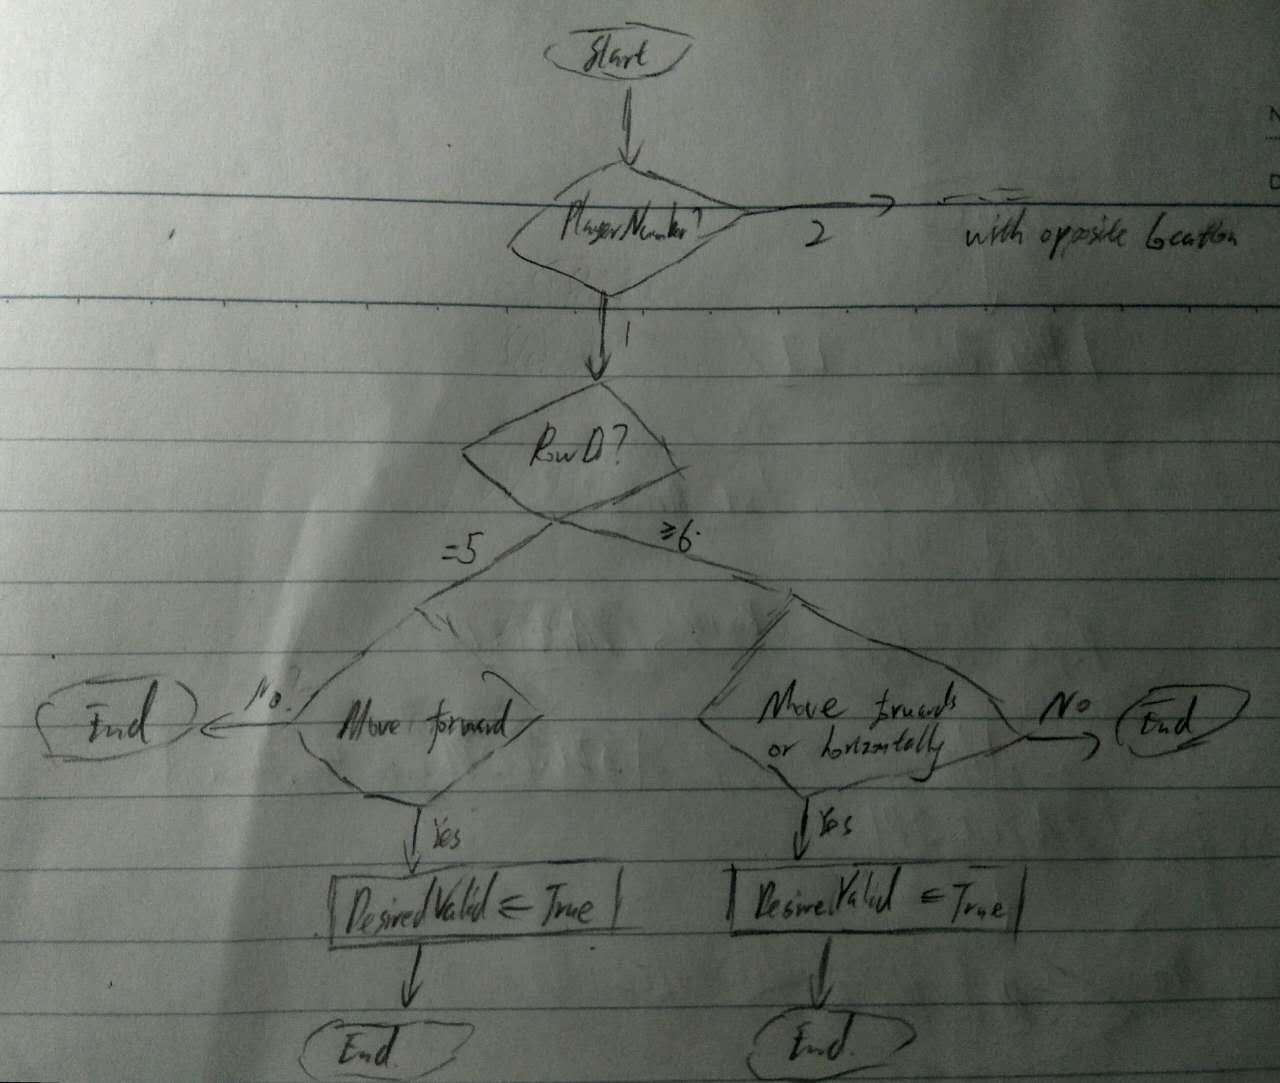 Start
PlayerNumber?
2
with opposite location
1
RowD?
=5
≥6
Move forward
No
End
Move forwards
or horizontally
No
End
Yes
Yes
DesiredValid ⇐ True
DesiredValid ⇐ True
End
End